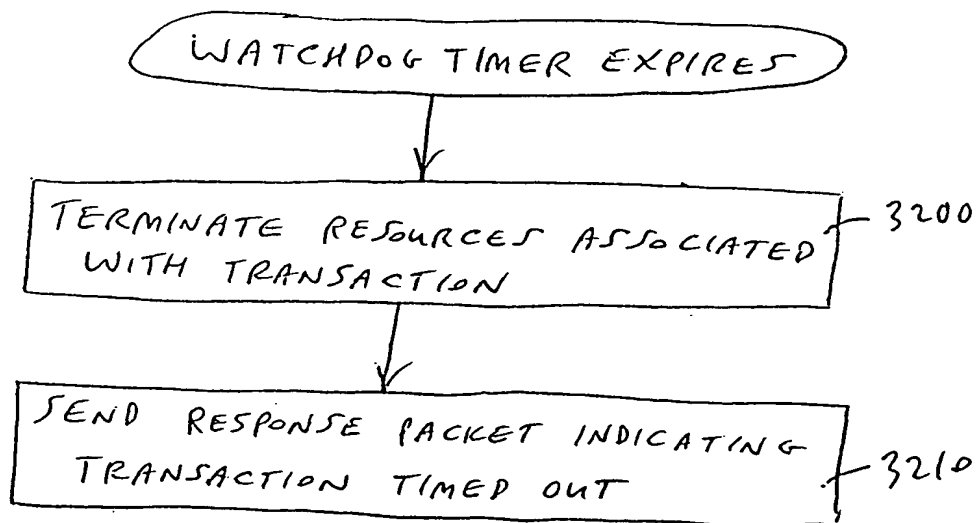 WATCHDOG TIMER EXPIRES
TERMINATE RESOURCES ASSOCIATED
WITH TRANSACTION
3200
SEND RESPONSE PACKET INDICATING
TRANSACTION TIMED OUT
3210